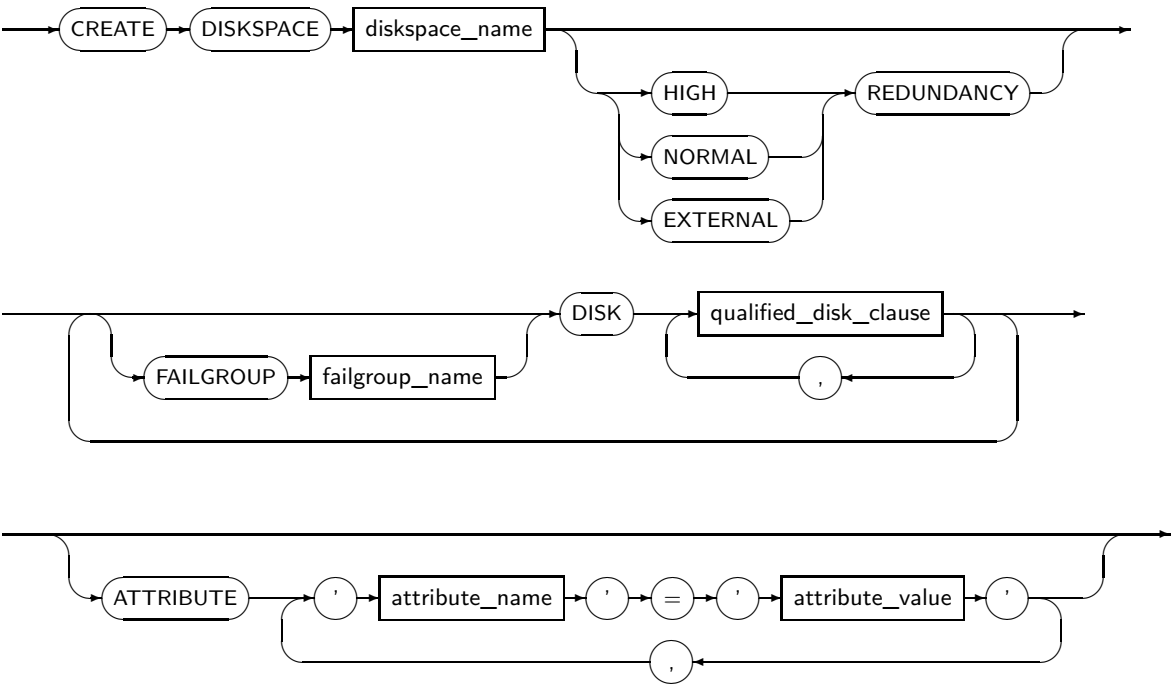 CREATE DISKSPACE diskspace_name
HIGH REDUNDANCY
NORMAL
EXTERNAL
DISK qualified_disk_clause
FAILGROUP failgroup_name ,
ATTRIBUTE ' attribute_name ' = ' attribute_value '
,